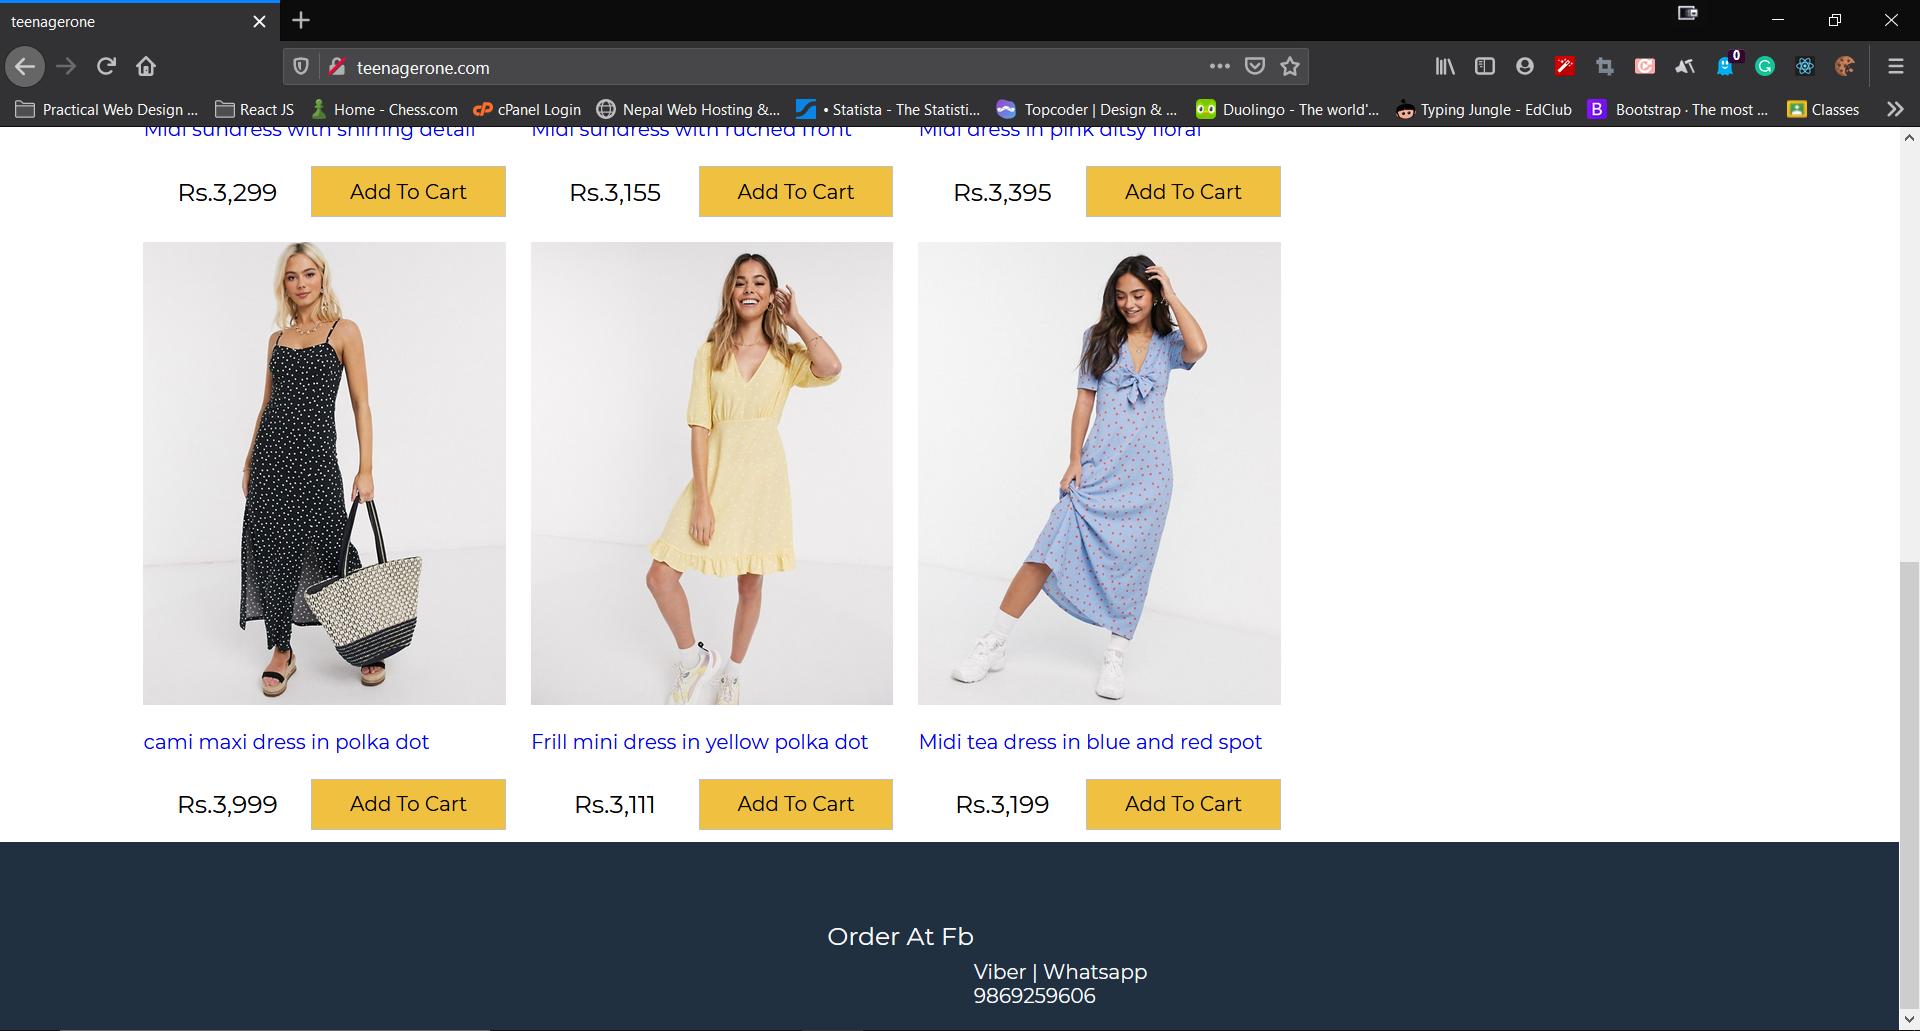 teenagerone
teenagerone.com
0
Practical Web Design ...
React JS
Home - Chess.com
cPanel Login
Nepal Web Hosting &...
• Statista - The Statisti...
Topcoder | Design & ...
Duolingo - The world'...
Typing Jungle - EdClub
Bootstrap · The most ...
Classes
Midi sundress with shirring detail
Midi sundress with ruched front
Midi dress in pink ditsy floral
Rs.3,299
Add To Cart
Rs.3,155
Add To Cart
Rs.3,395
Add To Cart
cami maxi dress in polka dot
Frill mini dress in yellow polka dot
Midi tea dress in blue and red spot
Rs.3,999
Add To Cart
Rs.3,111
Add To Cart
Rs.3,199
Add To Cart
Order At Fb
Viber | Whatsapp
9869259606